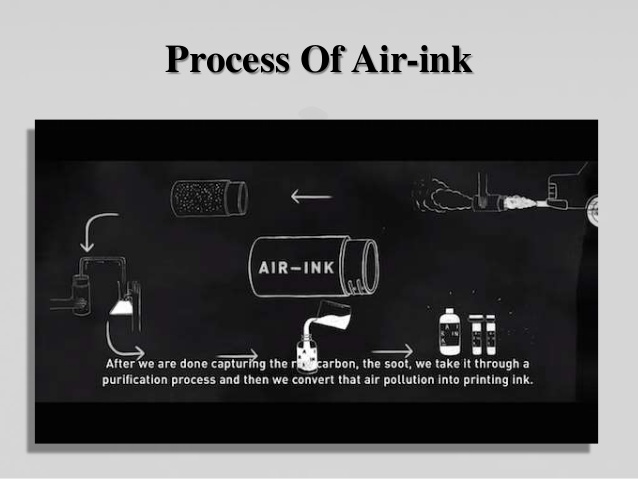 Process Of Air-ink
AIR-INK
After we are done capturing the carbon, the soot, we take it through a
purification process and then we convert that air pollution into printing ink.